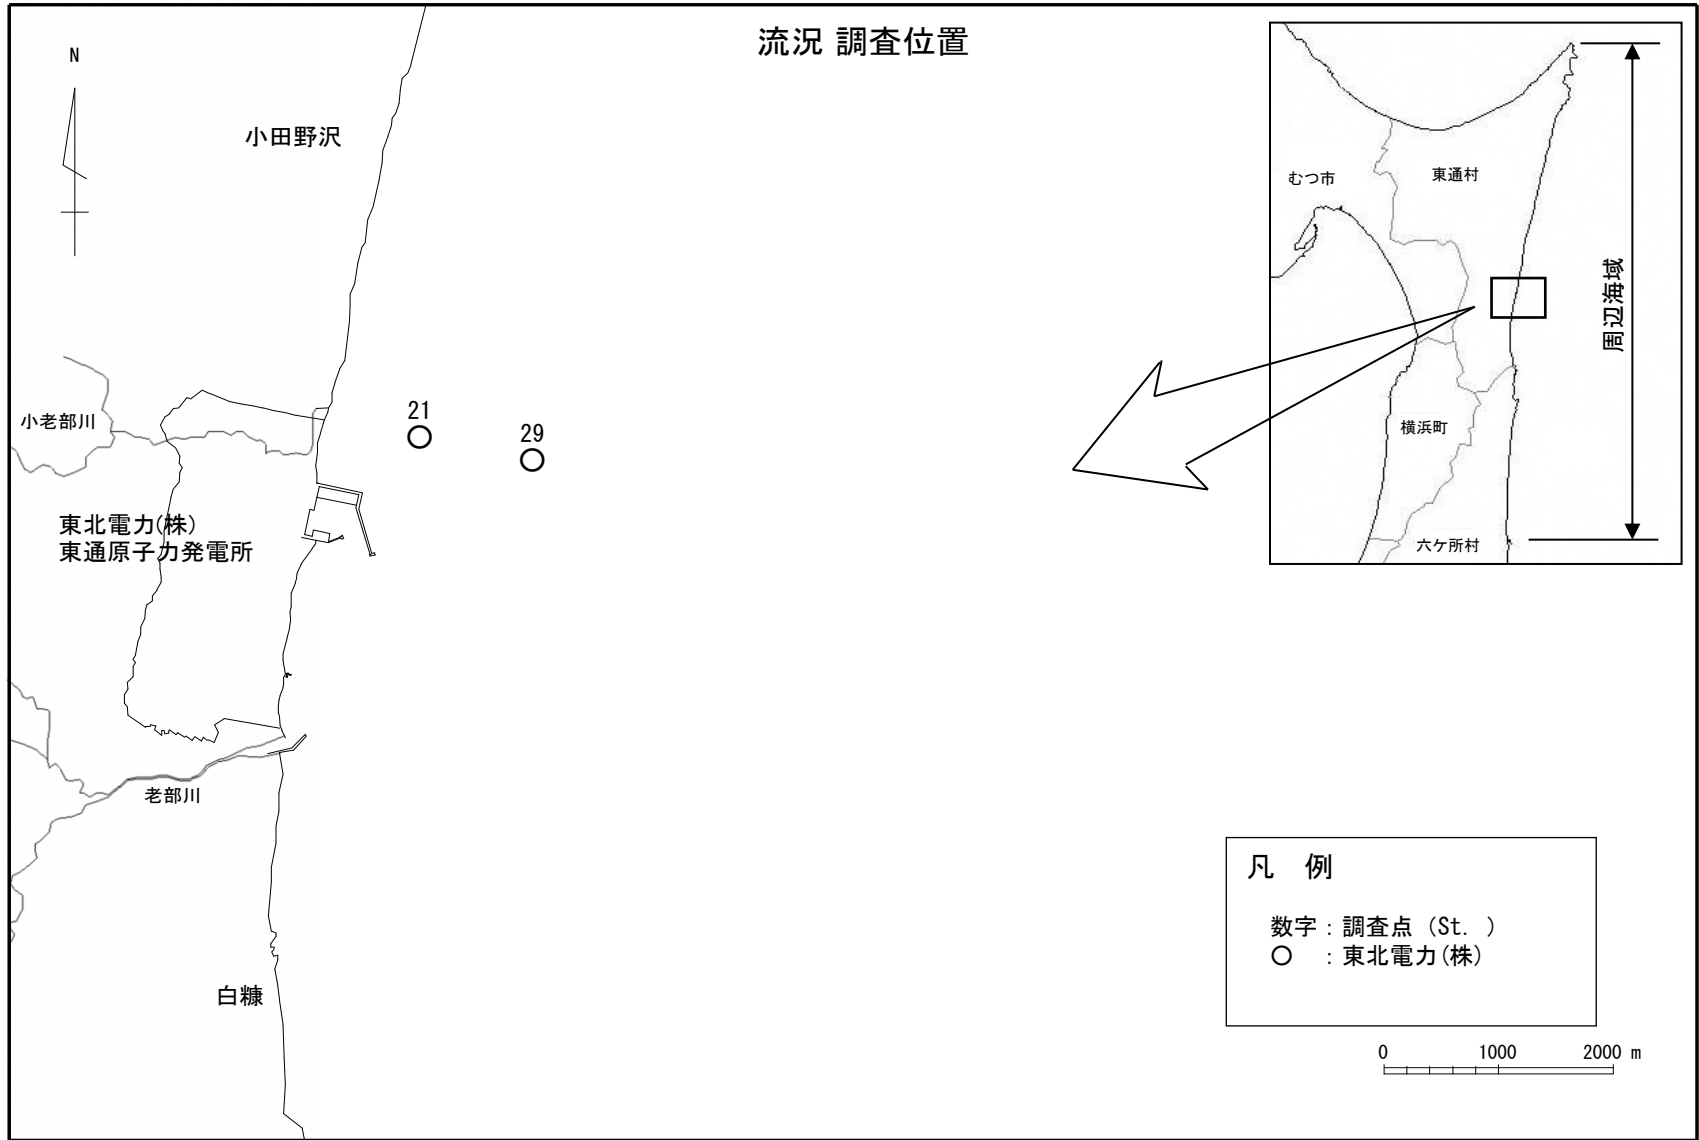 流況 調査位置
N
小田野沢
小老部川
21
29
東北電力(株)
東通原子力発電所
老部川
白糠
むつ市
東通村
横浜町
六ケ所村
周辺海域
凡 例
数字：調査点（St. ）
○ ：東北電力(株)
0 1000 2000 m